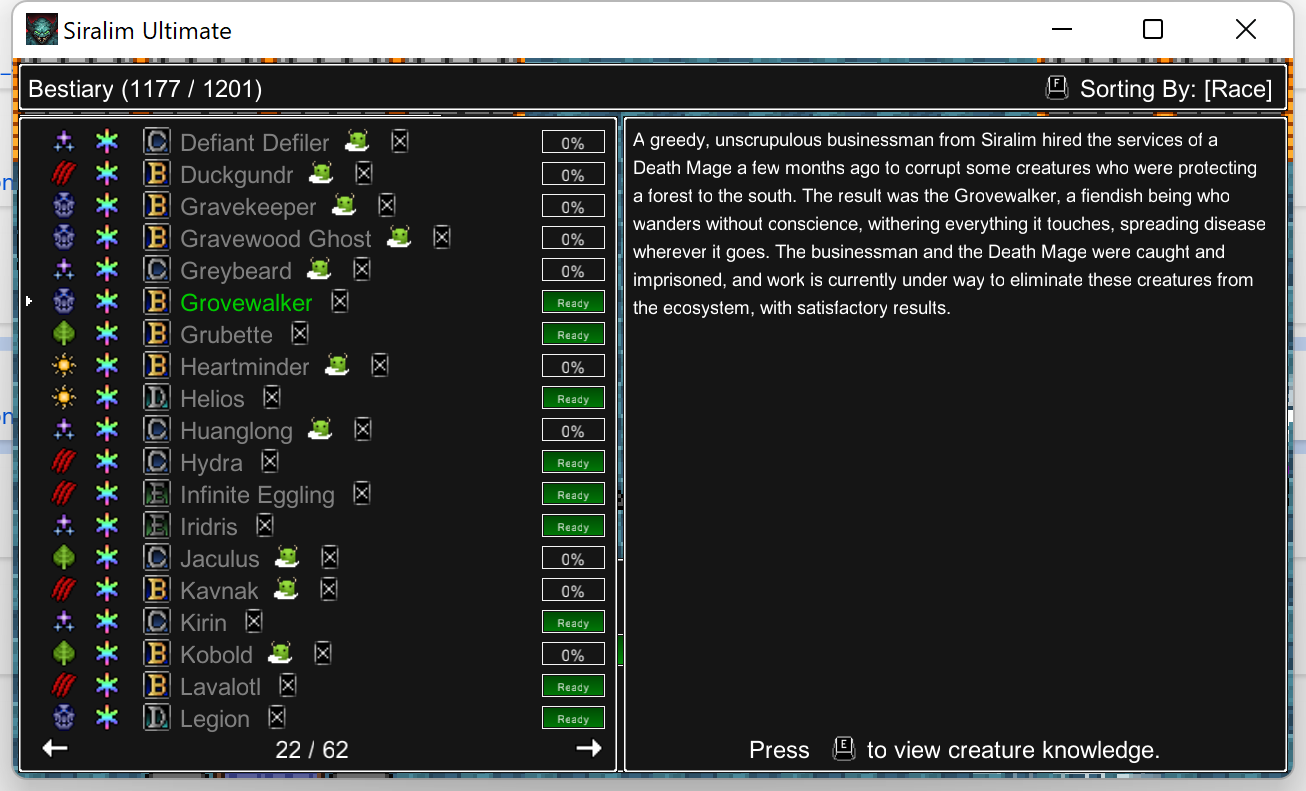 Siralim Ultimate
Bestiary (1177 / 1201)
F Sorting By: [Race]
C Defiant Defiler 0%
B Duckgundr 0%
B Gravekeeper 0%
B Gravewood Ghost 0%
C Greybeard 0%
B Grovewalker Ready
B Grubette Ready
B Heartminder 0%
D Helios Ready
C Huanglong 0%
C Hydra Ready
E Infinite Eggling Ready
E Iridris Ready
C Jaculus 0%
B Kavnak 0%
C Kirin Ready
B Kobold 0%
B Lavalotl Ready
D Legion Ready
22 / 62
A greedy, unscrupulous businessman from Siralim hired the services of a
Death Mage a few months ago to corrupt some creatures who were protecting
a forest to the south. The result was the Grovewalker, a fiendish being who
wanders without conscience, withering everything it touches, spreading disease
wherever it goes. The businessman and the Death Mage were caught and
imprisoned, and work is currently under way to eliminate these creatures from
the ecosystem, with satisfactory results.
Press E to view creature knowledge.